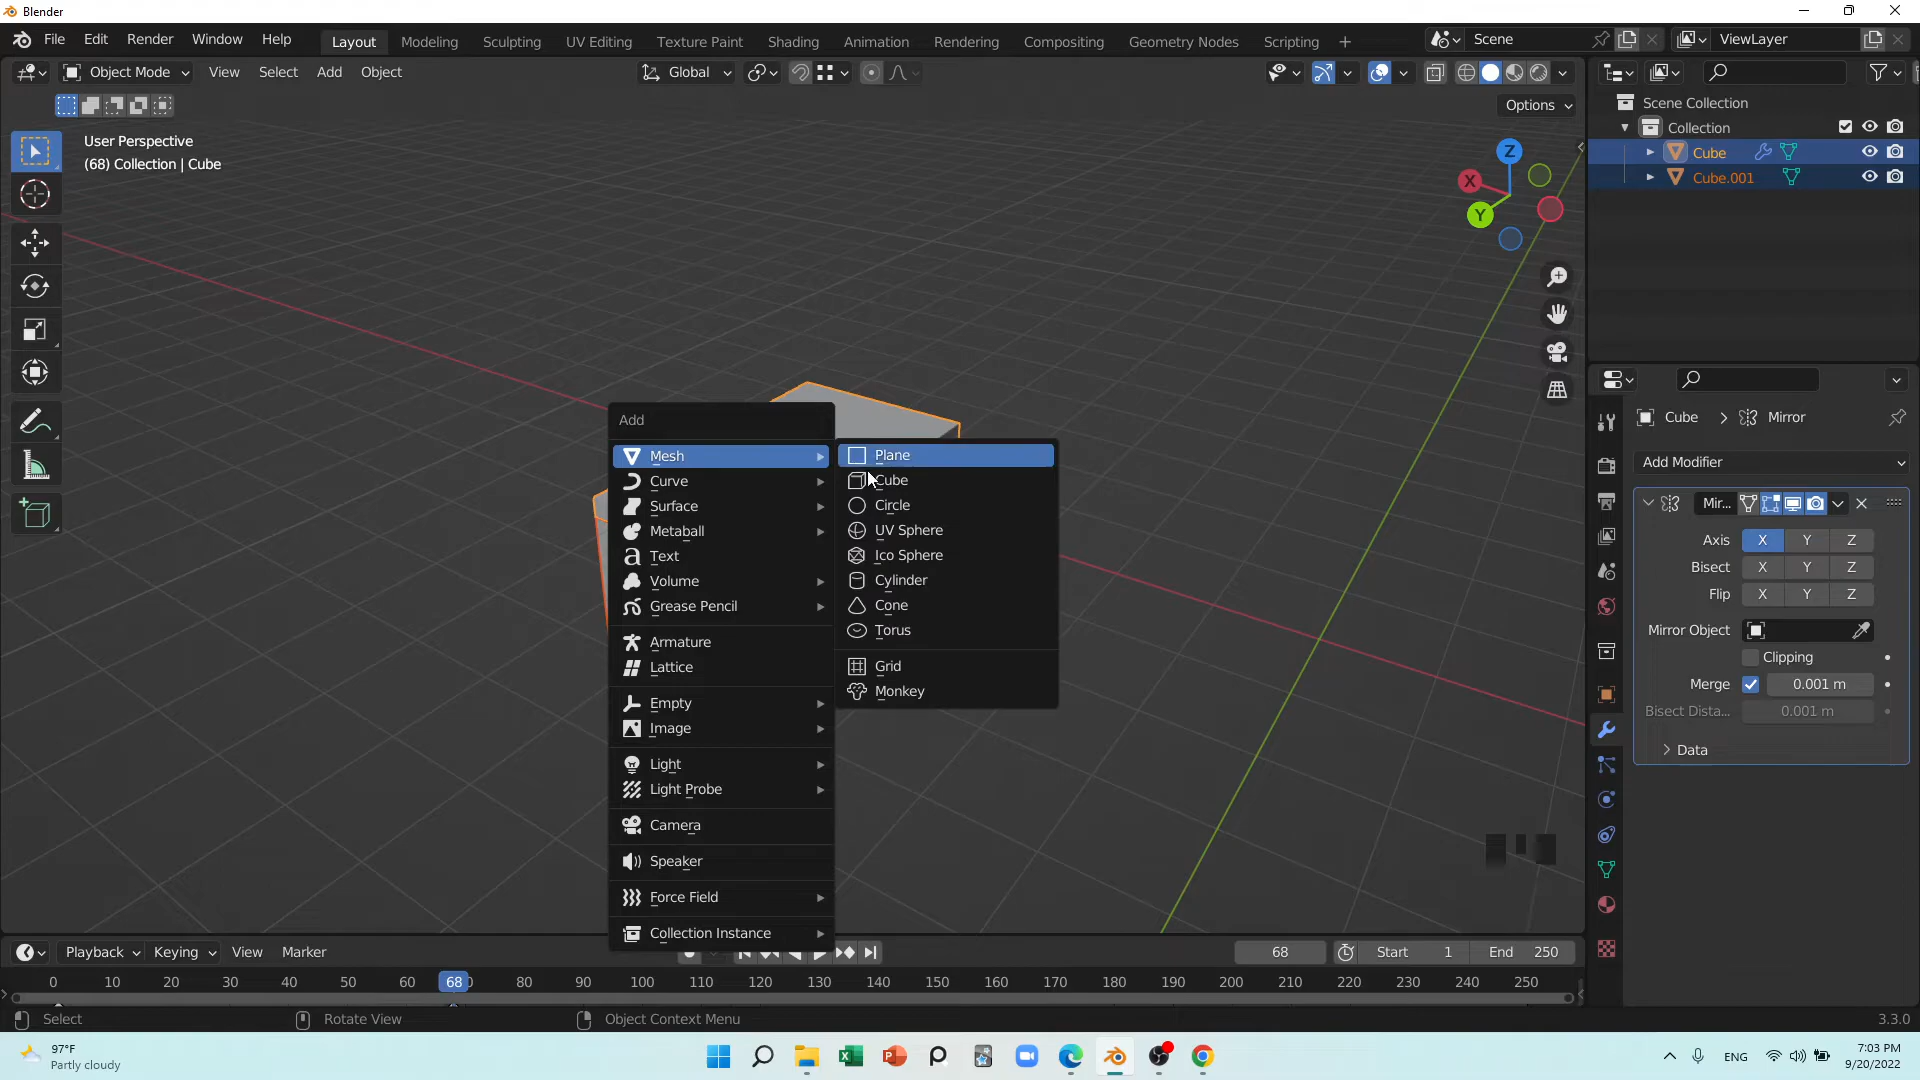 Blender
File Edit Render Window Help Layout Modeling Sculpting UV Editing Texture Paint Shading Animation Rendering Compositing Geometry Nodes Scripting + Scene ViewLayer
Object Mode View Select Add Object Global
Options
User Perspective
(68) Collection | Cube
Z
X
Y
Scene Collection
Collection
Cube
Cube.001
Cube > Mirror
Add Modifier
Mir...
Axis X Y Z
Bisect X Y Z
Flip X Y Z
Mirror Object
Clipping
Merge 0.001 m
Bisect Dista... 0.001 m
Data
Add
Mesh
Curve
Surface
Metaball
Text
Volume
Grease Pencil
Armature
Lattice
Empty
Image
Light
Light Probe
Camera
Speaker
Force Field
Collection Instance
Plane
Cube
Circle
UV Sphere
Ico Sphere
Cylinder
Cone
Torus
Grid
Monkey
Playback Keying View Marker 68 Start 1 End 250
0 10 20 30 40 50 60 68 80 90 100 110 120 130 140 150 160 170 180 190 200 210 220 230 240 250
Select Rotate View Object Context Menu 3.3.0
97°F
Partly cloudy
ENG
7:03 PM
9/20/2022